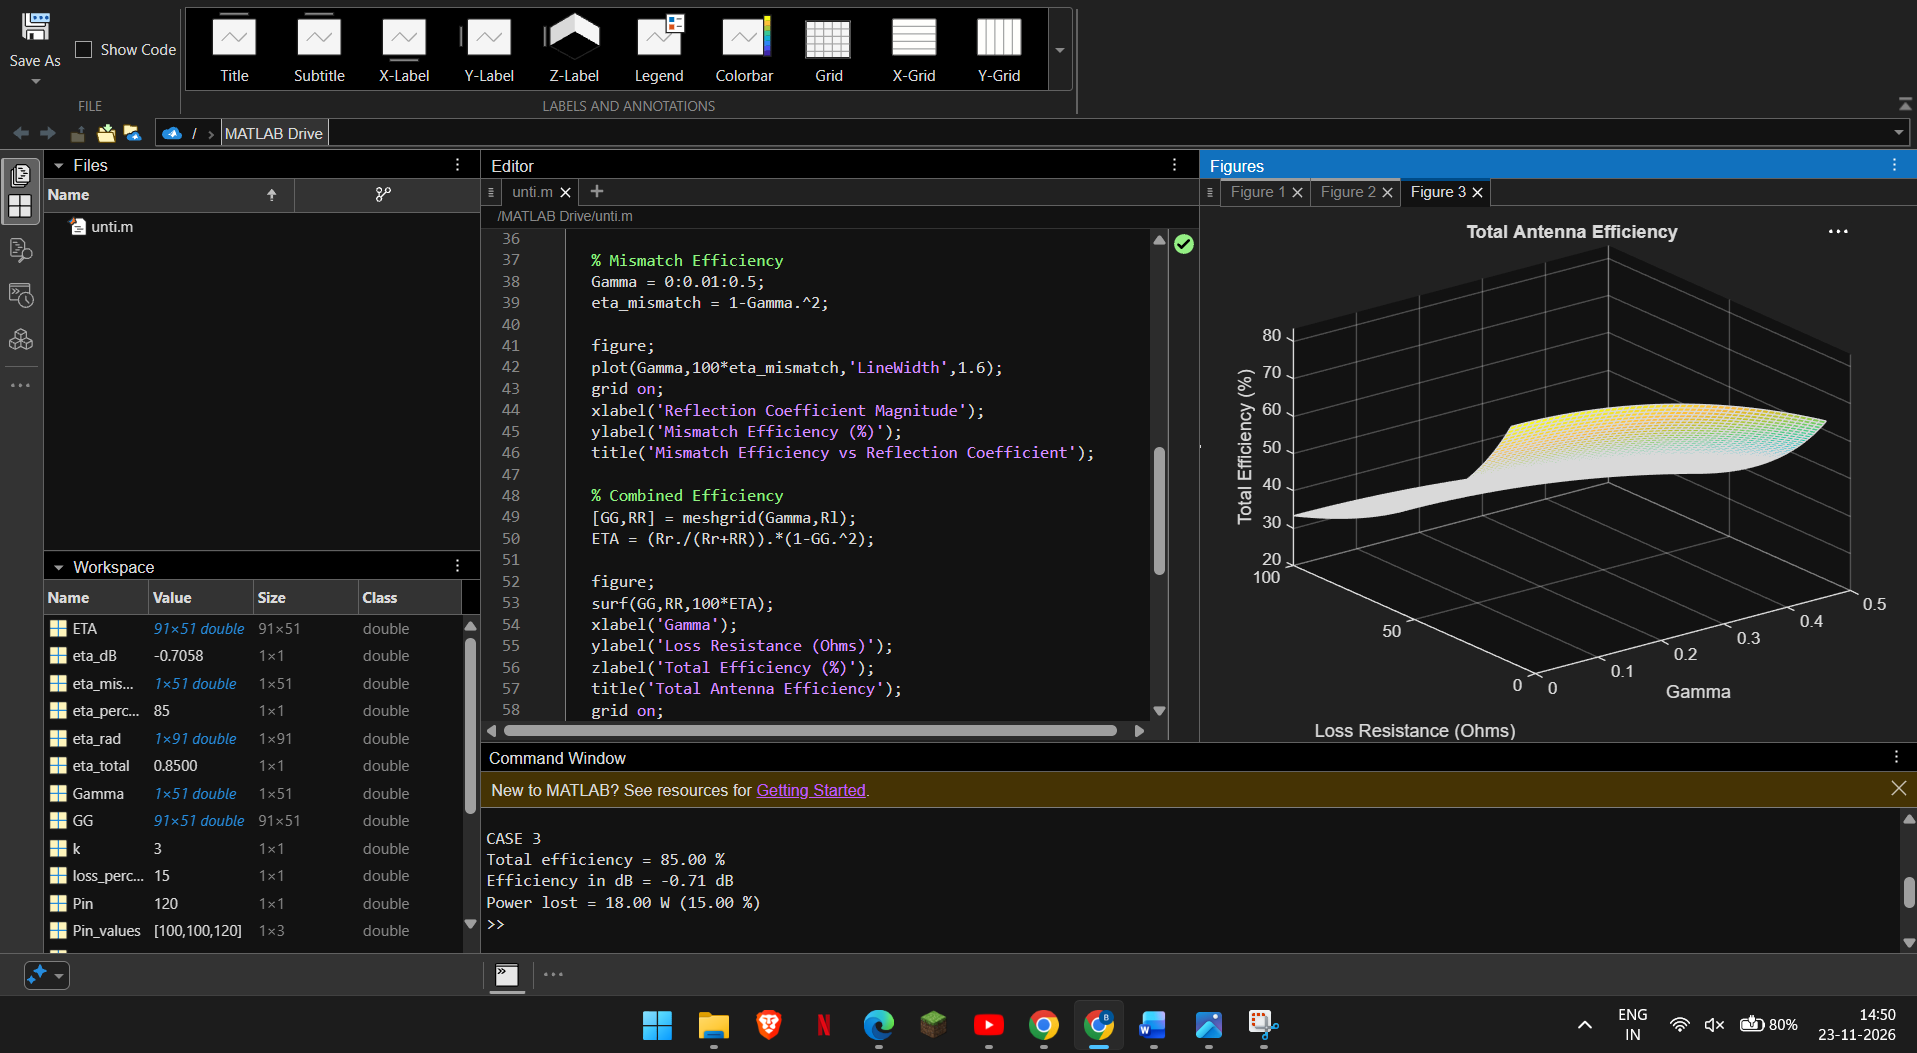 Save As
Show Code
FILE
Title
Subtitle
X-Label
Y-Label
Z-Label
Legend
Colorbar
Grid
X-Grid
Y-Grid
LABELS AND ANNOTATIONS
/ › MATLAB Drive
Files
Name
unti.m
Workspace
Name Value Size Class
ETA 91×51 double 91×51 double
eta_dB -0.7058 1×1 double
eta_mis... 1×51 double 1×51 double
eta_perc... 85 1×1 double
eta_rad 1×91 double 1×91 double
eta_total 0.8500 1×1 double
Gamma 1×51 double 1×51 double
GG 91×51 double 91×51 double
k 3 1×1 double
loss_perc... 15 1×1 double
Pin 120 1×1 double
Pin_values [100,100,120] 1×3 double
Editor
unti.m
/MATLAB Drive/unti.m
36
37 % Mismatch Efficiency
38 Gamma = 0:0.01:0.5;
39 eta_mismatch = 1-Gamma.^2;
40
41 figure;
42 plot(Gamma,100*eta_mismatch,'LineWidth',1.6);
43 grid on;
44 xlabel('Reflection Coefficient Magnitude');
45 ylabel('Mismatch Efficiency (%)');
46 title('Mismatch Efficiency vs Reflection Coefficient');
47
48 % Combined Efficiency
49 [GG,RR] = meshgrid(Gamma,Rl);
50 ETA = (Rr./(Rr+RR)).*(1-GG.^2);
51
52 figure;
53 surf(GG,RR,100*ETA);
54 xlabel('Gamma');
55 ylabel('Loss Resistance (Ohms)');
56 zlabel('Total Efficiency (%)');
57 title('Total Antenna Efficiency');
58 grid on;
Figures
Figure 1
Figure 2
Figure 3
Total Antenna Efficiency
Total Efficiency (%)
80
70
60
50
40
30
20
100
50
0
0
0.1
0.2
0.3
0.4
0.5
Gamma
Loss Resistance (Ohms)
Command Window
New to MATLAB? See resources for Getting Started.
CASE 3
Total efficiency = 85.00 %
Efficiency in dB = -0.71 dB
Power lost = 18.00 W (15.00 %)
>>
ENG
IN
80%
14:50
23-11-2026